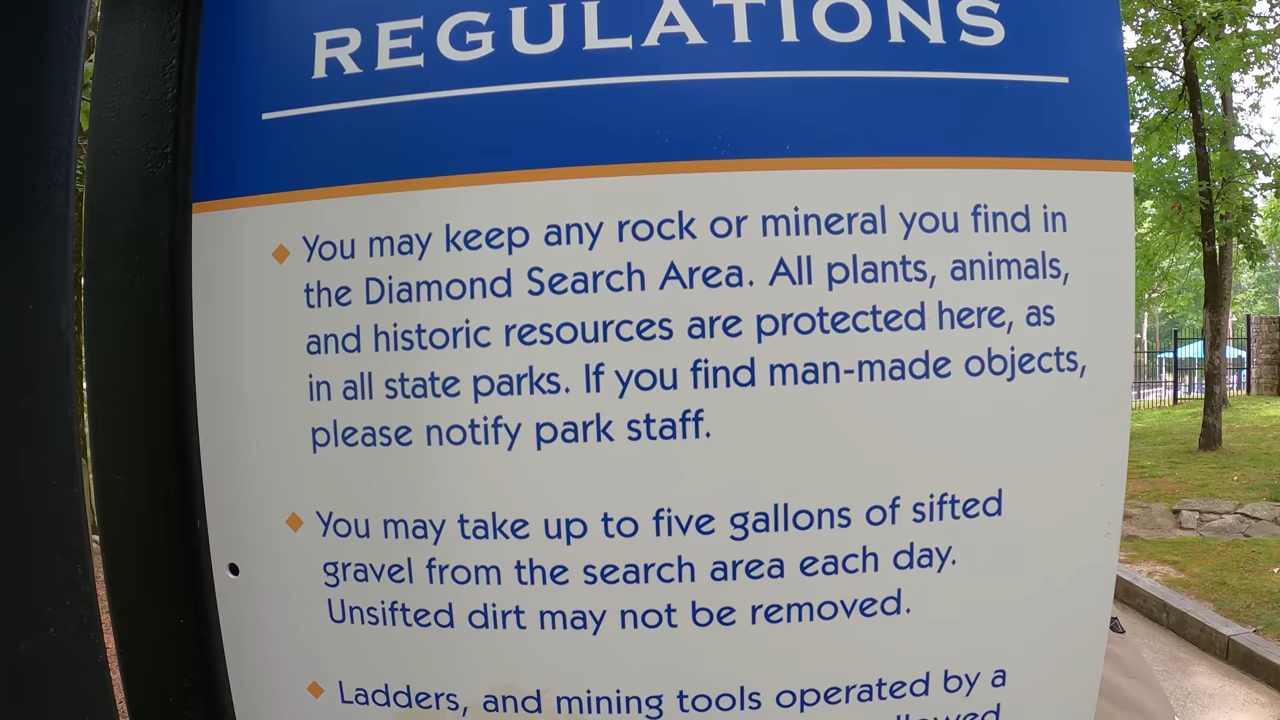 REGULATIONS
You may keep any rock or mineral you find in
the Diamond Search Area. All plants, animals,
and historic resources are protected here, as
in all state parks. If you find man-made objects,
please notify park staff.
You may take up to five gallons of sifted
gravel from the search area each day.
Unsifted dirt may not be removed.
Ladders, and mining tools operated by a